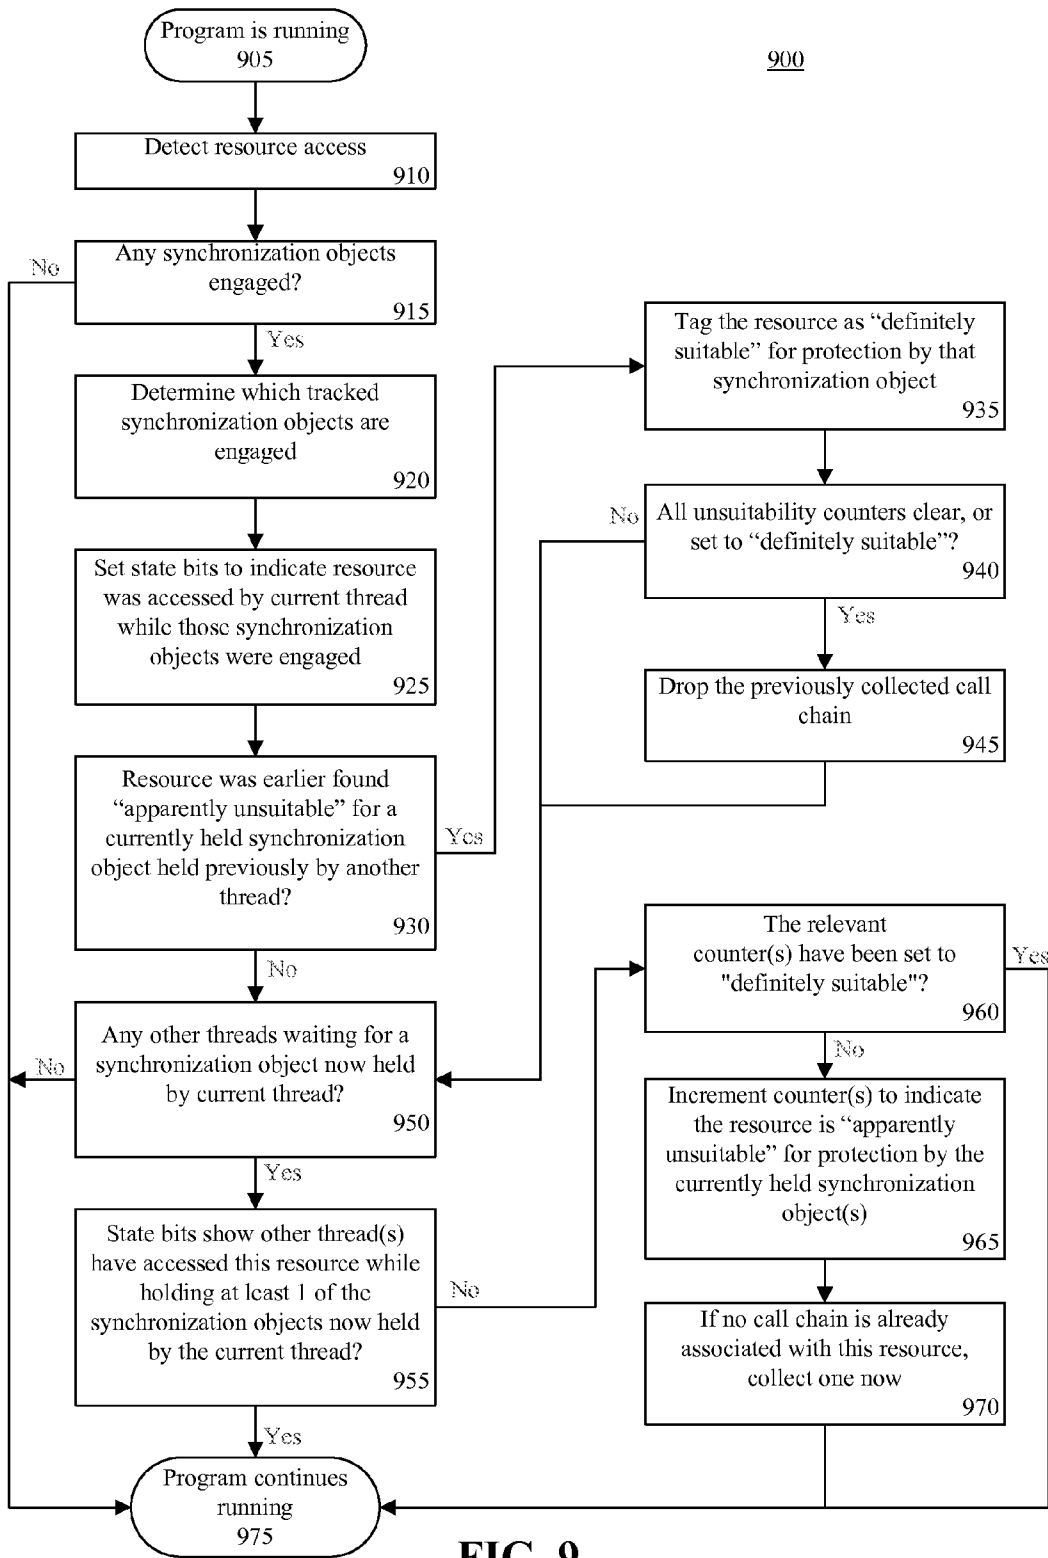 Program is running
905
900
Detect resource access
910
Any synchronization objects
engaged?
915
No
Yes
Determine which tracked
synchronization objects are
engaged
920
Set state bits to indicate resource
was accessed by current thread
while those synchronization
objects were engaged
925
Resource was earlier found
“apparently unsuitable” for a
currently held synchronization
object held previously by another
thread?
930
Yes
No
Tag the resource as “definitely
suitable” for protection by that
synchronization object
935
All unsuitability counters clear, or
set to “definitely suitable”?
940
No
Yes
Drop the previously collected call
chain
945
Any other threads waiting for a
synchronization object now held
by current thread?
950
No
Yes
State bits show other thread(s)
have accessed this resource while
holding at least 1 of the
synchronization objects now held
by the current thread?
955
No
Yes
The relevant
counter(s) have been set to
"definitely suitable"?
960
Yes
No
Increment counter(s) to indicate
the resource is “apparently
unsuitable” for protection by the
currently held synchronization
object(s)
965
If no call chain is already
associated with this resource,
collect one now
970
Program continues
running
975
FIG. 9